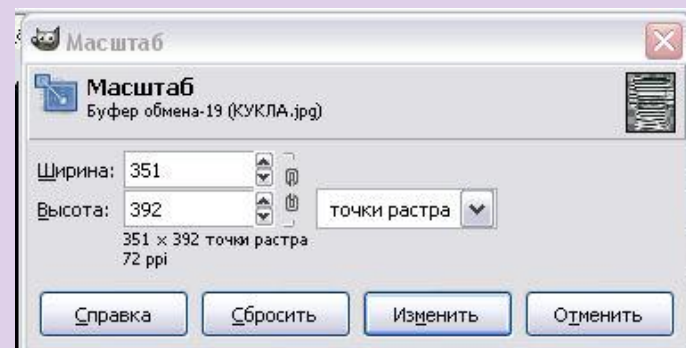 Масштаб
Масштаб
Буфер обмена-19 (КУКЛА.jpg)
Ширина: 351
Высота: 392 точки растра
351 × 392 точки растра
72 ppi
Справка Сбросить Изменить Отменить